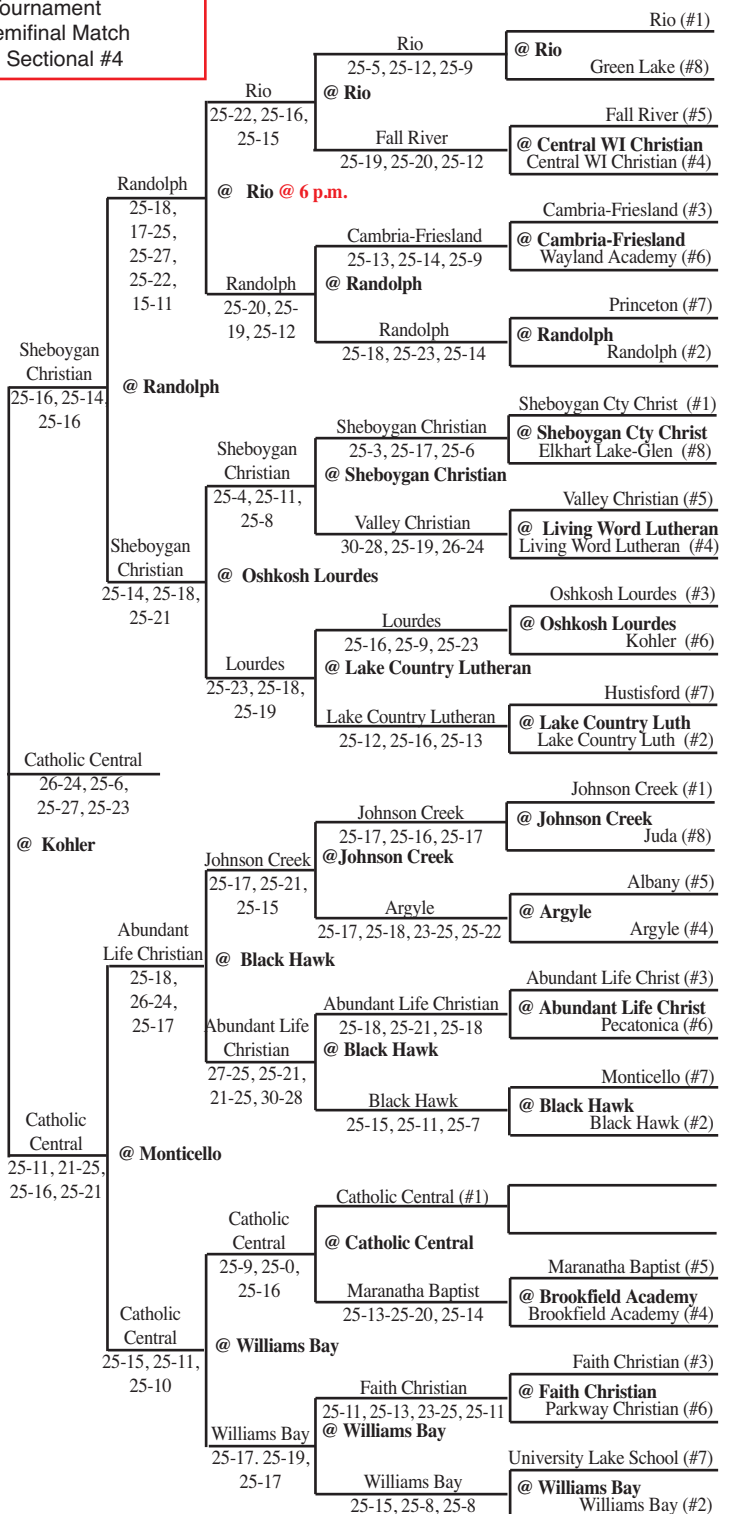 Tournament
emifinal Match
Sectional #4
Rio (#1)
@ Rio
Green Lake (#8)
Rio
25-5, 25-12, 25-9
@ Rio
Fall River (#5)
@ Central WI Christian
Central WI Christian (#4)
Fall River
25-19, 25-20, 25-12
Rio
25-22, 25-16,
25-15
@ Rio @ 6 p.m.
Cambria-Friesland (#3)
@ Cambria-Friesland
Wayland Academy (#6)
Cambria-Friesland
25-13, 25-14, 25-9
@ Randolph
Princeton (#7)
@ Randolph
Randolph (#2)
Randolph
25-18, 25-23, 25-14
Randolph
25-20, 25-
19, 25-12
Randolph
25-18,
17-25,
25-27,
25-22,
15-11
@ Randolph
Sheboygan
Christian
25-16, 25-14,
25-16
Sheboygan Cty Christ (#1)
@ Sheboygan Cty Christ
Elkhart Lake-Glen (#8)
Sheboygan Christian
25-3, 25-17, 25-6
@ Sheboygan Christian
Valley Christian (#5)
@ Living Word Lutheran
Living Word Lutheran (#4)
Valley Christian
30-28, 25-19, 26-24
Sheboygan
Christian
25-4, 25-11,
25-8
@ Oshkosh Lourdes
Oshkosh Lourdes (#3)
@ Oshkosh Lourdes
Kohler (#6)
Lourdes
25-16, 25-9, 25-23
@ Lake Country Lutheran
Hustisford (#7)
@ Lake Country Luth
Lake Country Luth (#2)
Lake Country Lutheran
25-12, 25-16, 25-13
Lourdes
25-23, 25-18,
25-19
Sheboygan
Christian
25-14, 25-18,
25-21
Catholic Central
26-24, 25-6,
25-27, 25-23
@ Kohler
Johnson Creek (#1)
@ Johnson Creek
Juda (#8)
Johnson Creek
25-17, 25-16, 25-17
@Johnson Creek
Albany (#5)
@ Argyle
Argyle (#4)
Argyle
25-17, 25-18, 23-25, 25-22
Johnson Creek
25-17, 25-21,
25-15
@ Black Hawk
Abundant Life Christ (#3)
@ Abundant Life Christ
Pecatonica (#6)
Abundant Life Christian
25-18, 25-21, 25-18
@ Black Hawk
Monticello (#7)
@ Black Hawk
Black Hawk (#2)
Black Hawk
25-15, 25-11, 25-7
Abundant Life
Christian
27-25, 25-21,
21-25, 30-28
Abundant
Life Christian
25-18,
26-24,
25-17
@ Monticello
Catholic
Central
25-11, 21-25,
25-16, 25-21
Catholic Central (#1)
@ Catholic Central
Maranatha Baptist (#5)
@ Brookfield Academy
Brookfield Academy (#4)
Maranatha Baptist
25-13-25-20, 25-14
Catholic
Central
25-9, 25-0,
25-16
@ Williams Bay
Faith Christian (#3)
@ Faith Christian
Parkway Christian (#6)
Faith Christian
25-11, 25-13, 23-25, 25-11
@ Williams Bay
University Lake School (#7)
@ Williams Bay
Williams Bay (#2)
Williams Bay
25-15, 25-8, 25-8
Williams Bay
25-17. 25-19,
25-17
Catholic
Central
25-15, 25-11,
25-10